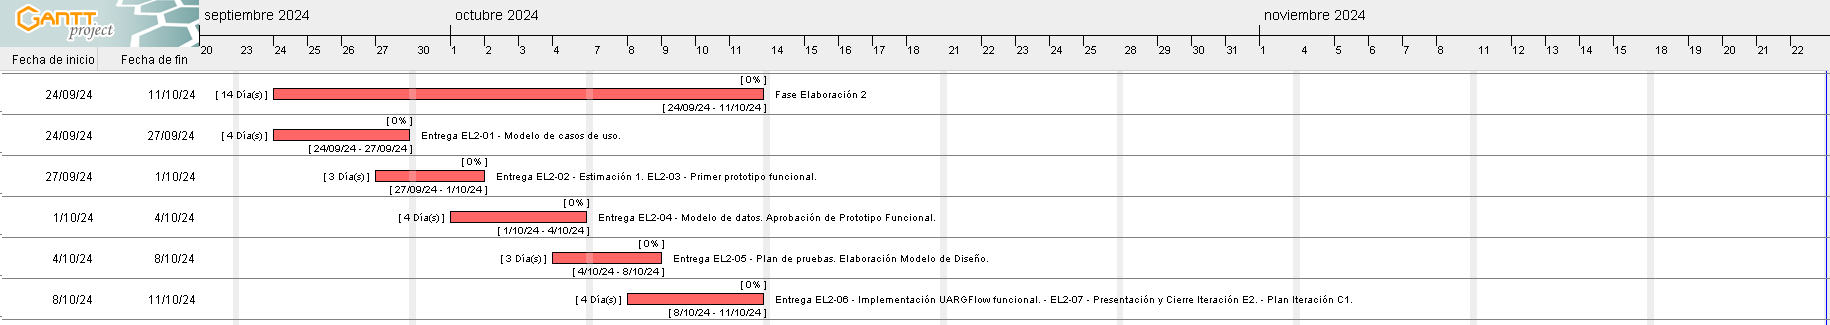 GANTT project
septiembre 2024 octubre 2024 noviembre 2024
20 23 24 25 26 27 30 1 2 3 4 7 8 9 10 11 14 15 16 17 18 21 22 23 24 25 28 29 30 31 1 4 5 6 7 8 11 12 13 14 15 18 19 20 21 22
Fecha de inicio Fecha de fin
[ 0% ]
24/09/24 11/10/24 [ 14 Día(s) ] Fase Elaboración 2
[ 24/09/24 - 11/10/24 ]
[ 0% ]
24/09/24 27/09/24 [ 4 Día(s) ] Entrega EL2-01 - Modelo de casos de uso.
[ 24/09/24 - 27/09/24 ]
[ 0% ]
27/09/24 1/10/24 [ 3 Día(s) ] Entrega EL2-02 - Estimación 1. EL2-03 - Primer prototipo funcional.
[ 27/09/24 - 1/10/24 ]
[ 0% ]
1/10/24 4/10/24 [ 4 Día(s) ] Entrega EL2-04 - Modelo de datos. Aprobación de Prototipo Funcional.
[ 1/10/24 - 4/10/24 ]
[ 0% ]
4/10/24 8/10/24 [ 3 Día(s) ] Entrega EL2-05 - Plan de pruebas. Elaboración Modelo de Diseño.
[ 4/10/24 - 8/10/24 ]
[ 0% ]
8/10/24 11/10/24 [ 4 Día(s) ] Entrega EL2-06 - Implementación UARGFlow funcional. - EL2-07 - Presentación y Cierre Iteración E2. - Plan Iteración C1.
[ 8/10/24 - 11/10/24 ]